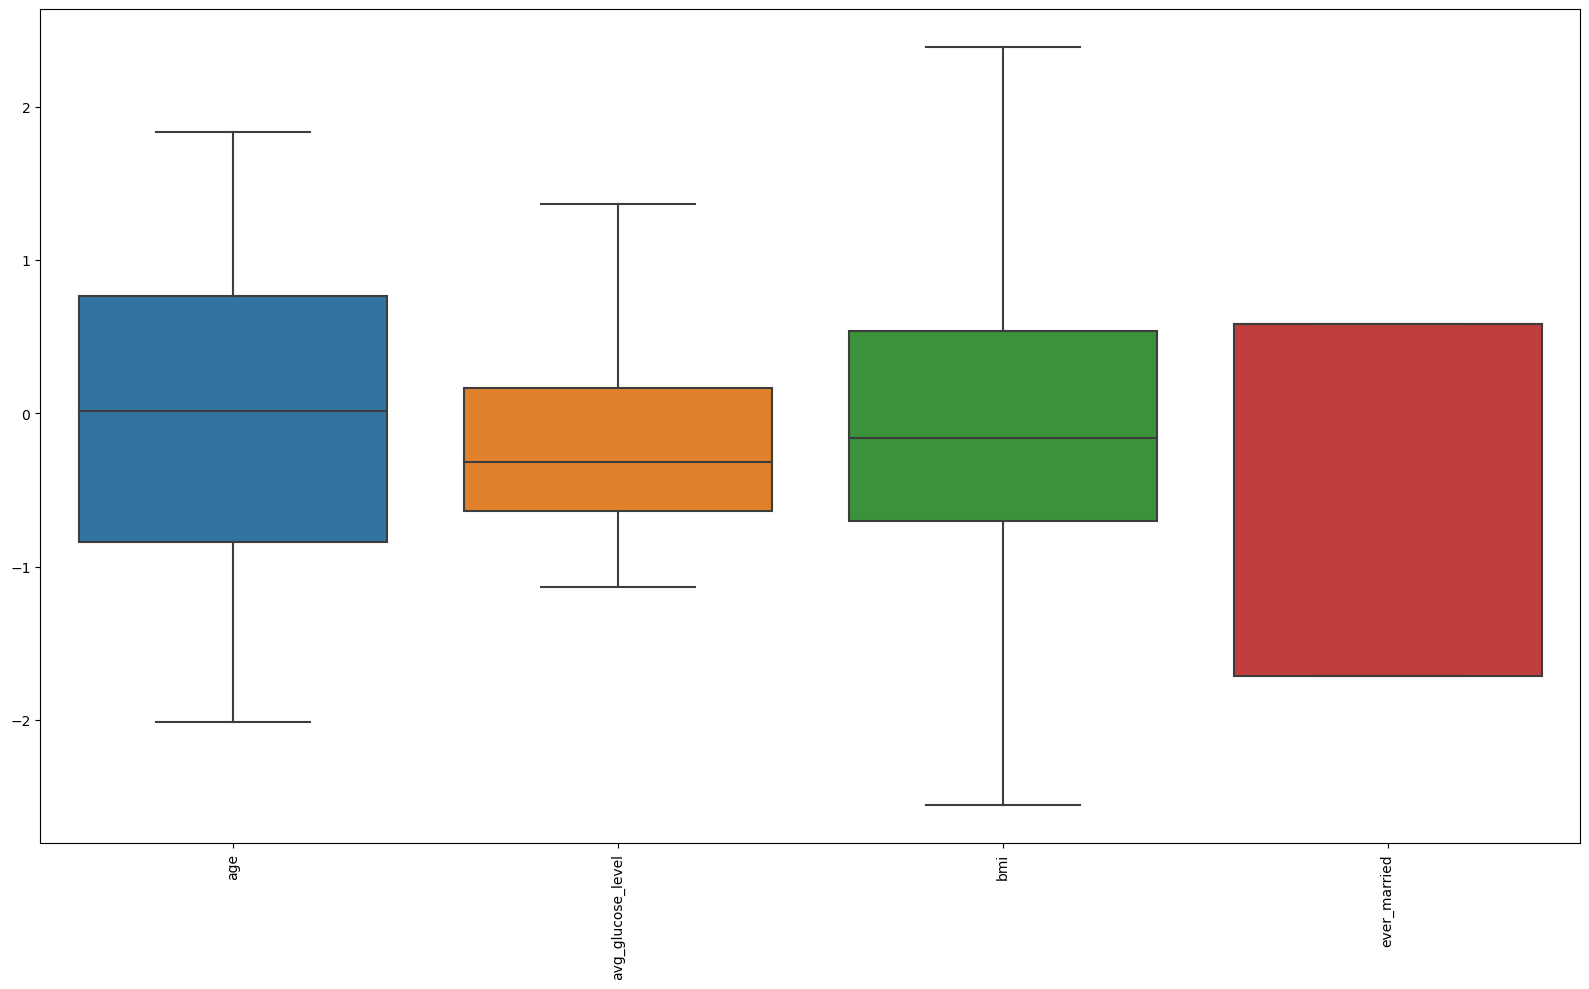 2
1
0
−1
−2
age
avg_glucose_level
bmi
ever_married